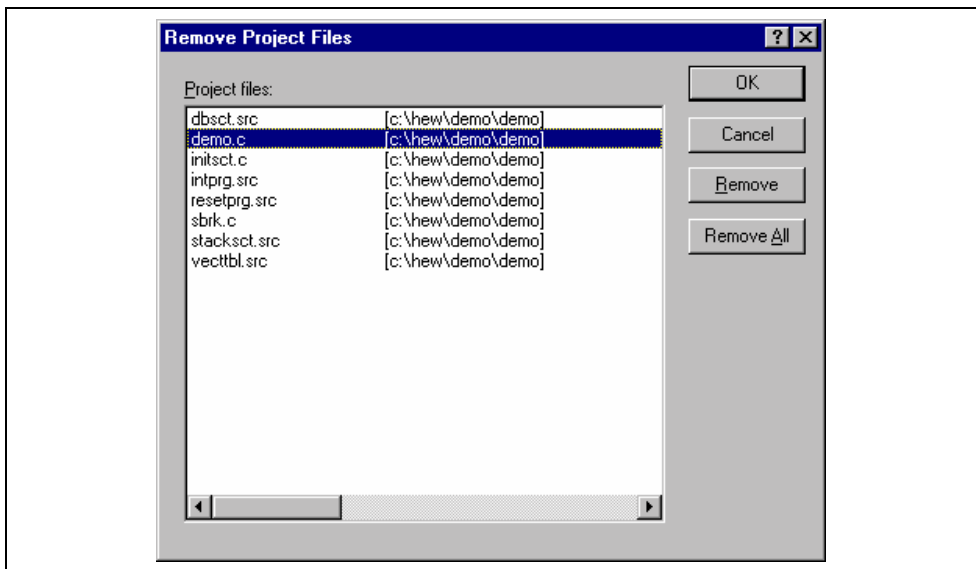 Remove Project Files
Project files:
dbsct.src [c:\hew\demo\demo]
demo.c [c:\hew\demo\demo]
initsct.c [c:\hew\demo\demo]
intprg.src [c:\hew\demo\demo]
resetprg.src [c:\hew\demo\demo]
sbrk.c [c:\hew\demo\demo]
stacksct.src [c:\hew\demo\demo]
vecttbl.src [c:\hew\demo\demo]
OK
Cancel
Remove
Remove All